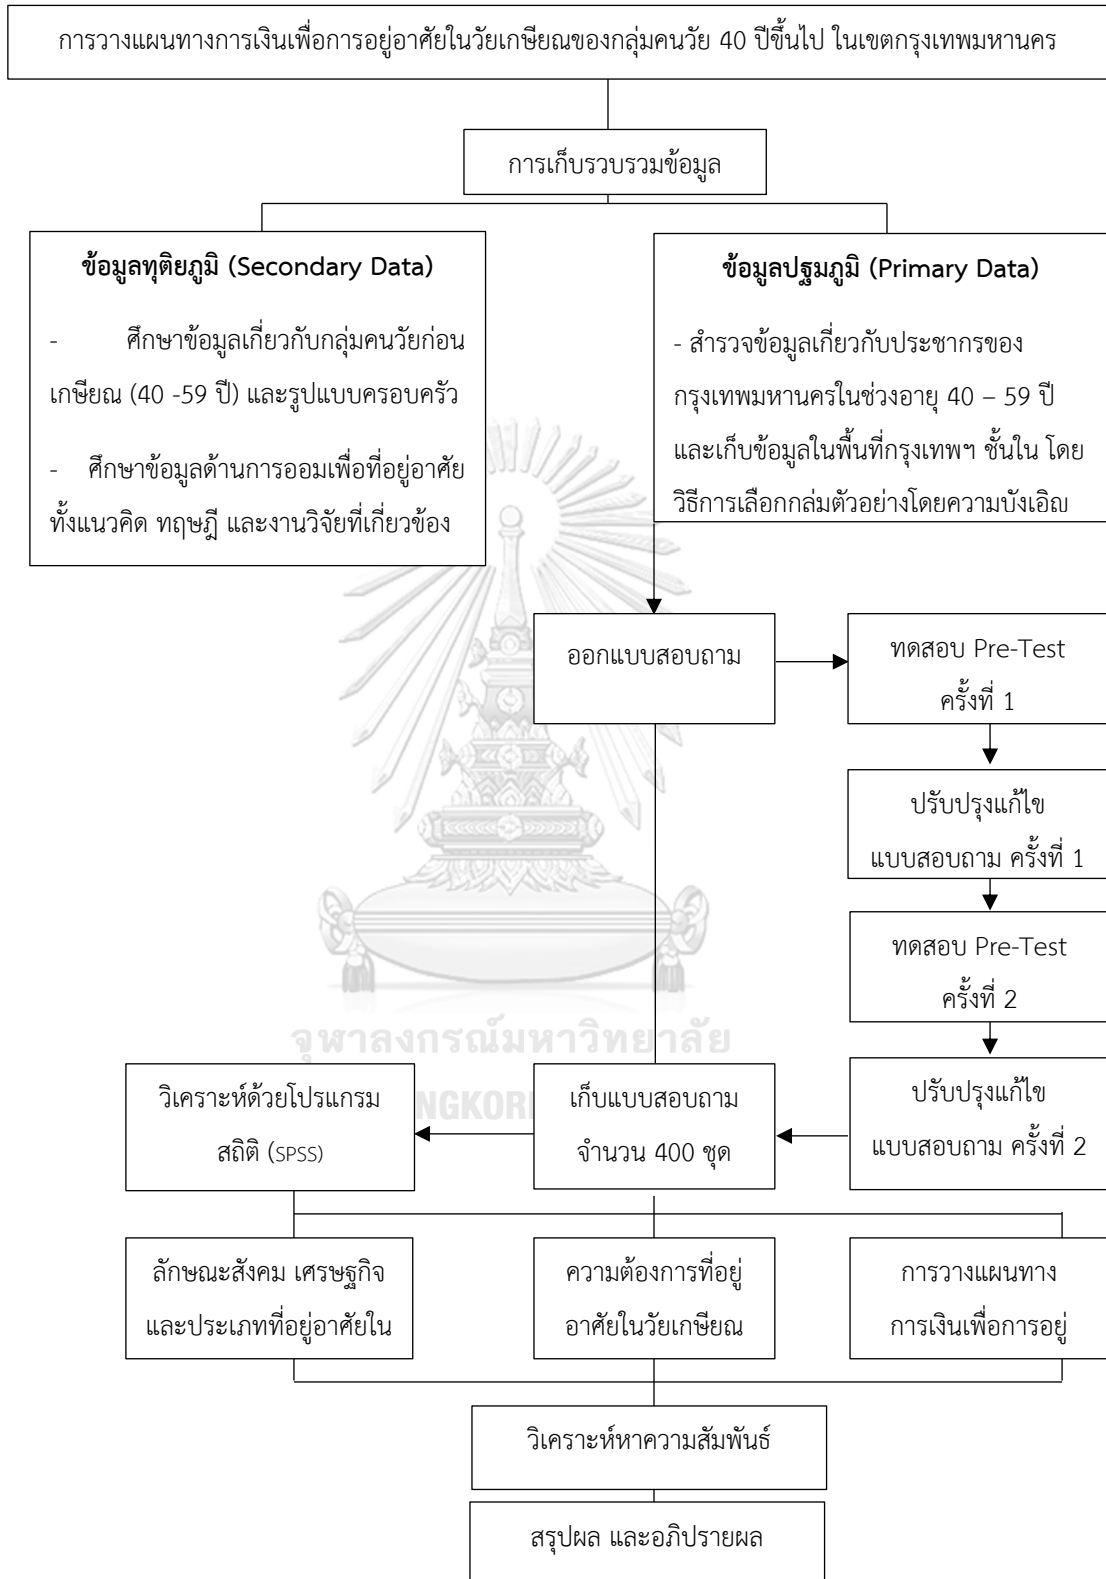 การวางแผนทางการเงินเพื่อการอยู่อาศัยในวัยเกษียณของกลุ่มคนวัย 40 ปีขึ้นไป ในเขตกรุงเทพมหานคร
การเก็บรวบรวมข้อมูล
ข้อมูลทุติยภูมิ (Secondary Data)
- ศึกษาข้อมูลเกี่ยวกับกลุ่มคนวัยก่อน
เกษียณ (40 -59 ปี) และรูปแบบครอบครัว
- ศึกษาข้อมูลด้านการออมเพื่อที่อยู่อาศัย
ทั้งแนวคิด ทฤษฎี และงานวิจัยที่เกี่ยวข้อง
ข้อมูลปฐมภูมิ (Primary Data)
- สำรวจข้อมูลเกี่ยวกับประชากรของ
กรุงเทพมหานครในช่วงอายุ 40 – 59 ปี
และเก็บข้อมูลในพื้นที่กรุงเทพฯ ชั้นใน โดย
วิธีการเลือกกลุ่มตัวอย่างโดยความบังเอิญ
ออกแบบสอบถาม
ทดสอบ Pre-Test
ครั้งที่ 1
ปรับปรุงแก้ไข
แบบสอบถาม ครั้งที่ 1
ทดสอบ Pre-Test
ครั้งที่ 2
ปรับปรุงแก้ไข
แบบสอบถาม ครั้งที่ 2
จุฬาลงกรณ์มหาวิทยาลัย
NGKOR
เก็บแบบสอบถาม
จำนวน 400 ชุด
วิเคราะห์ด้วยโปรแกรม
สถิติ (SPSS)
ลักษณะสังคม เศรษฐกิจ
และประเภทที่อยู่อาศัยใน
ความต้องการที่อยู่
อาศัยในวัยเกษียณ
การวางแผนทาง
การเงินเพื่อการอยู่
วิเคราะห์หาความสัมพันธ์
สรุปผล และอภิปรายผล